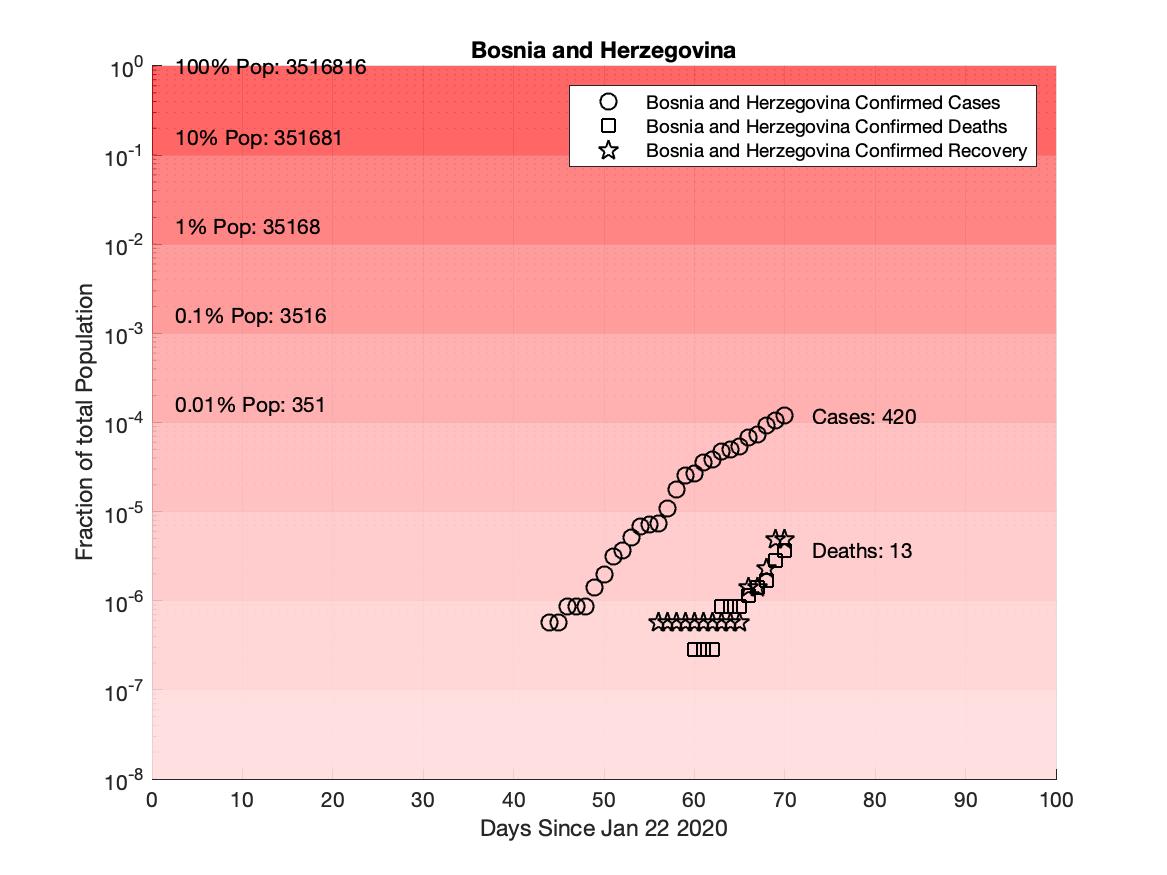 Bosnia and Herzegovina
10^0
100% Pop: 3516816
Bosnia and Herzegovina Confirmed Cases
Bosnia and Herzegovina Confirmed Deaths
Bosnia and Herzegovina Confirmed Recovery
10% Pop: 351681
10^-1
1% Pop: 35168
10^-2
0.1% Pop: 3516
10^-3
0.01% Pop: 351
10^-4
Cases: 420
10^-5
Deaths: 13
10^-6
10^-7
10^-8
Fraction of total Population
0 10 20 30 40 50 60 70 80 90 100
Days Since Jan 22 2020